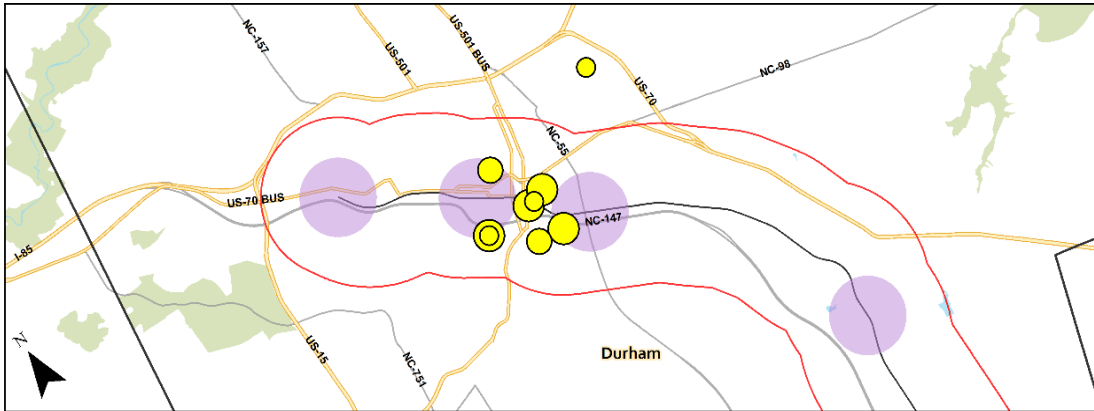 NC-157
US-501
US-501 BUS
US-70
NC-98
NC-55
US-70 BUS
NC-147
I-85
N
US-15
NC-751
Durham